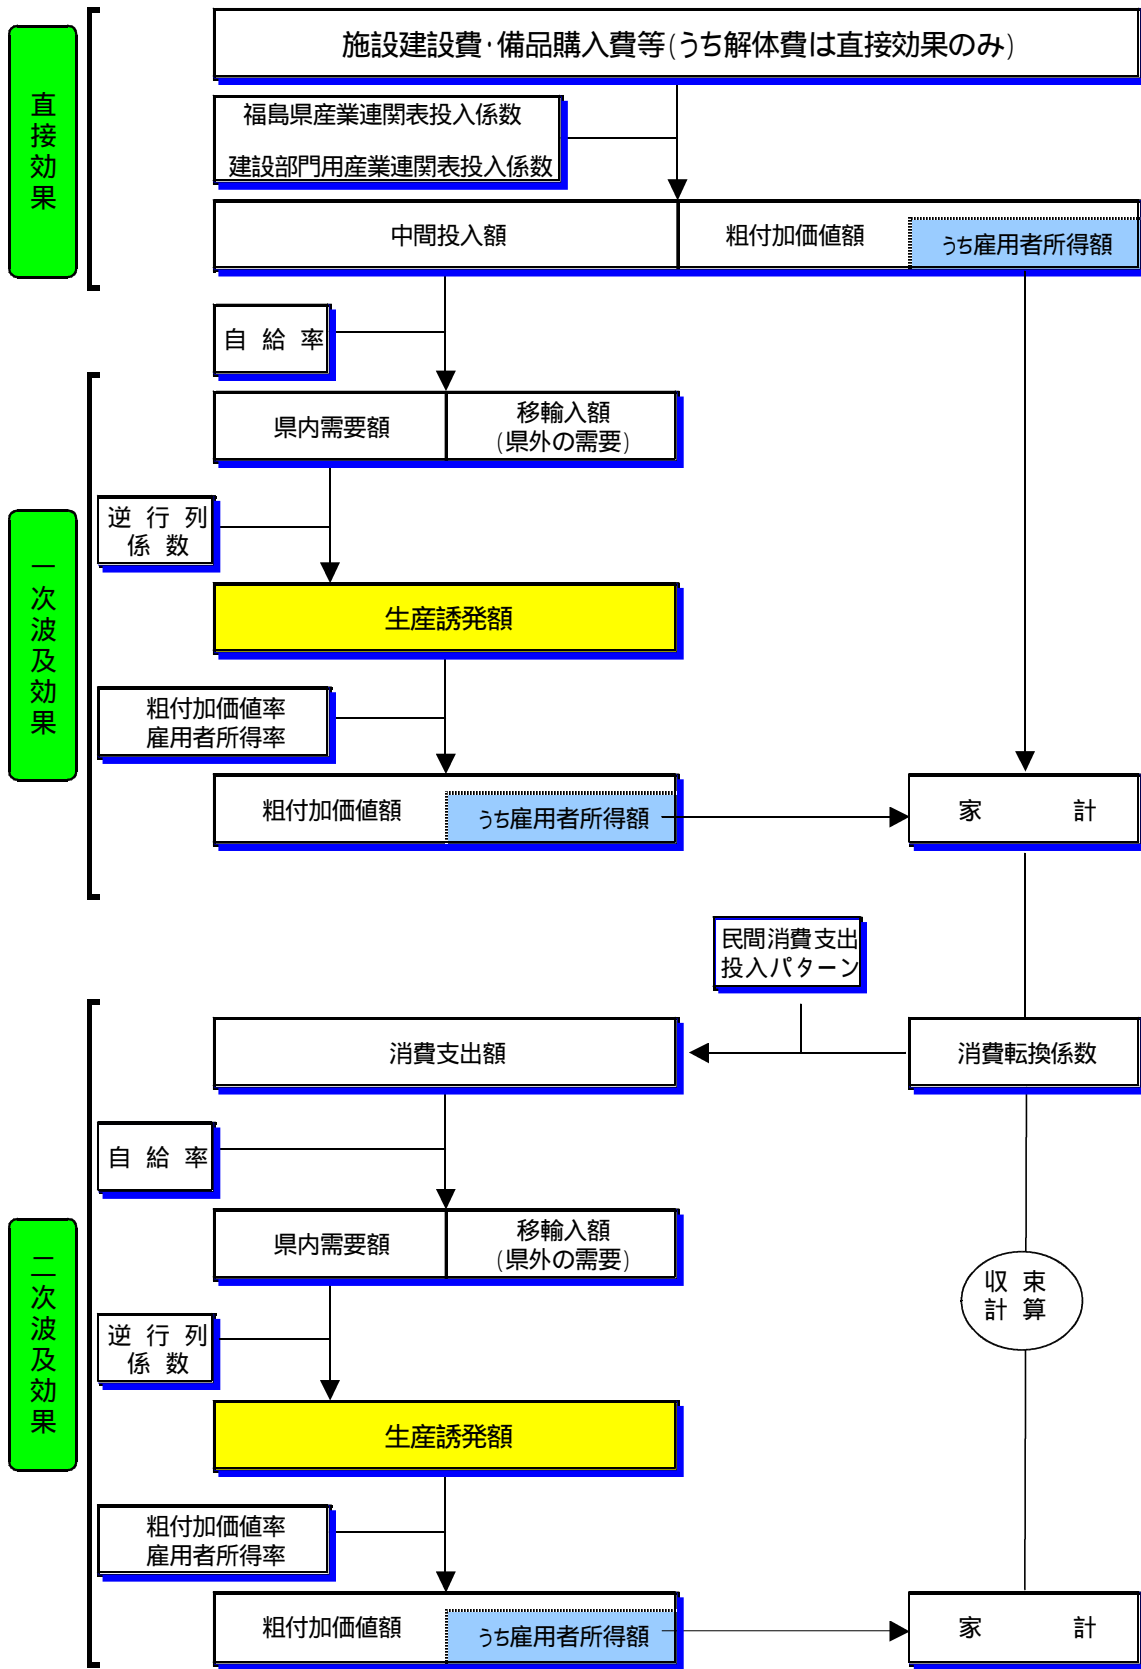 直接効果
施設建設費・備品購入費等(うち解体費は直接効果のみ)
福島県産業連関表投入係数
建設部門用産業連関表投入係数
中間投入額
粗付加価値額
うち雇用者所得額
自 給 率
一次波及効果
県内需要額
移輸入額
(県外の需要)
逆 行 列
係 数
生産誘発額
粗付加価値率
雇用者所得率
粗付加価値額
うち雇用者所得額
家 計
民間消費支出
投入パターン
二次波及効果
消費支出額
消費転換係数
自 給 率
県内需要額
移輸入額
(県外の需要)
収 束
計 算
逆 行 列
係 数
生産誘発額
粗付加価値率
雇用者所得率
粗付加価値額
うち雇用者所得額
家 計